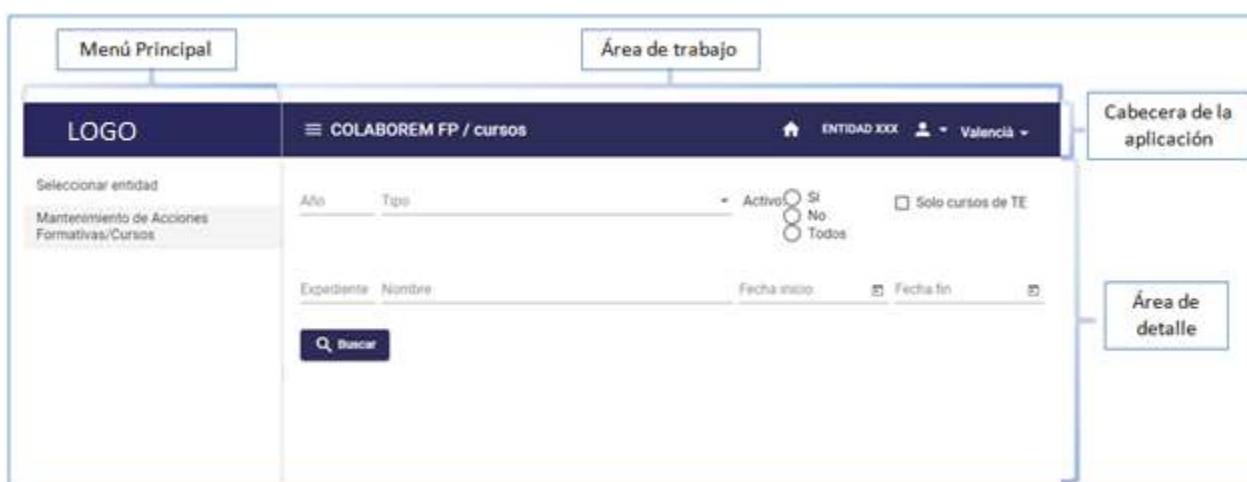 Menú Principal
Área de trabajo
LOGO
COLABOREM FP / cursos
ENTIDAD XXX
Valencià
Cabecera de la
aplicación
Seleccionar entidad
Mantenimiento de Acciones
Formativas/Cursos
Año
Tipo
Activo
Si
No
Todos
Solo cursos de TE
Expediente
Nombre
Fecha inicio
Fecha fin
Buscar
Área de
detalle